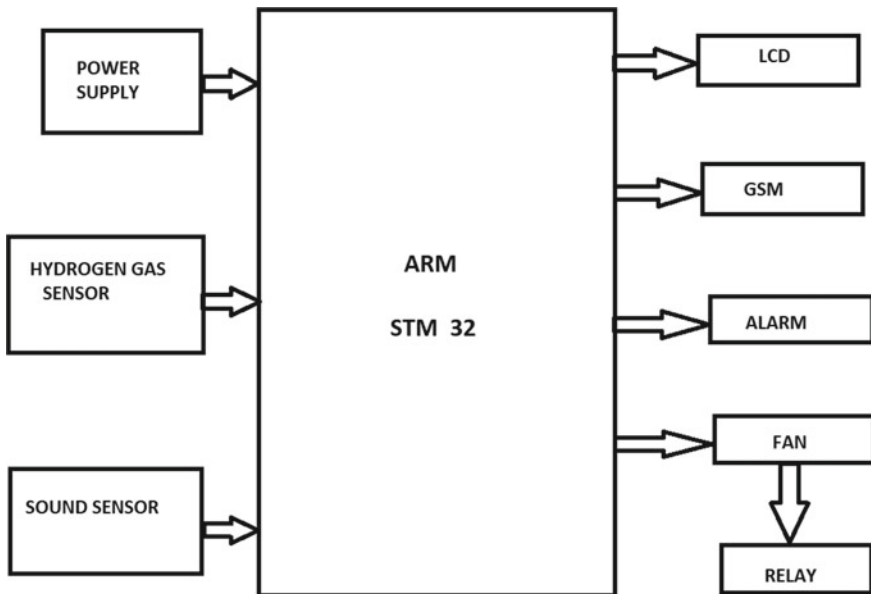 POWER
SUPPLY
HYDROGEN GAS
SENSOR
SOUND SENSOR
ARM
STM 32
LCD
GSM
ALARM
FAN
RELAY